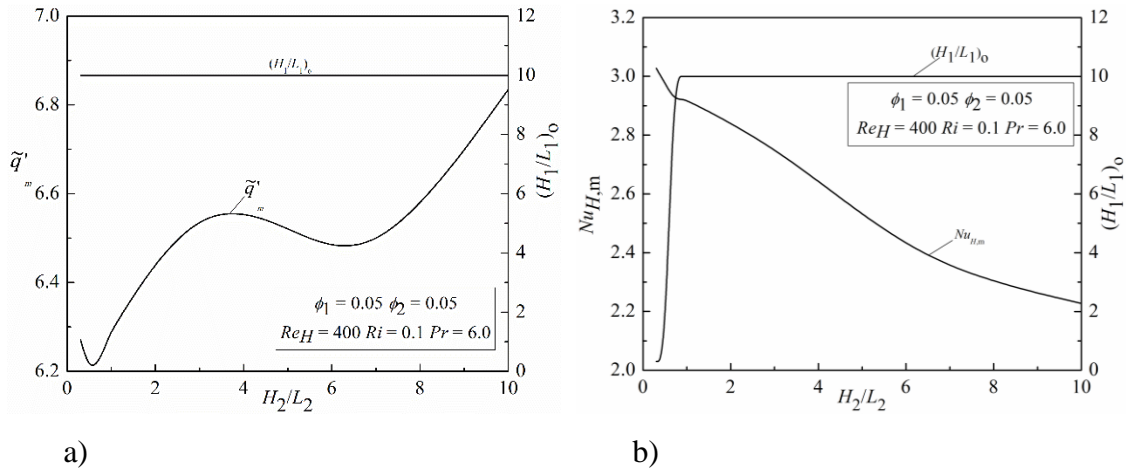 7.0
6.8
6.6
6.4
6.2
q̃'m
12
10
8
6
4
2
0
(H1/L1)o
(H1/L1)o
q̃'m
ϕ1 = 0.05 ϕ2 = 0.05
ReH = 400 Ri = 0.1 Pr = 6.0
0 2 4 6 8 10
H2/L2
a)
3.2
3.0
2.8
2.6
2.4
2.2
2.0
NuH,m
12
10
8
6
4
2
0
(H1/L1)o
(H1/L1)o
ϕ1 = 0.05 ϕ2 = 0.05
ReH = 400 Ri = 0.1 Pr = 6.0
NuH,m
0 2 4 6 8 10
H2/L2
b)